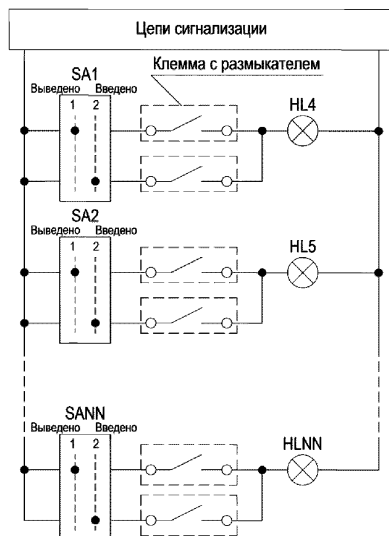 Цепи сигнализации
Клемма с размыкателем
SA1
Выведено Введено
1 2
HL4
SA2
Выведено Введено
1 2
HL5
SANN
Выведено Введено
1 2
HLNN